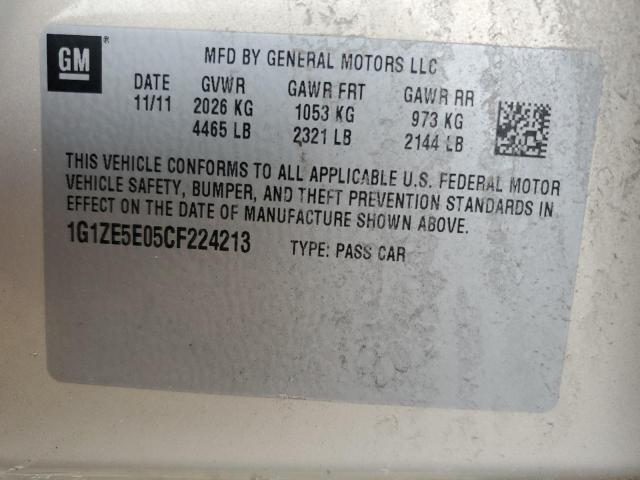 GM
®
MFD BY GENERAL MOTORS LLC
DATE GVWR GAWR FRT GAWR RR
11/11 2026 KG 1053 KG 973 KG
4465 LB 2321 LB 2144 LB
THIS VEHICLE CONFORMS TO ALL APPLICABLE U.S. FEDERAL MOTOR
VEHICLE SAFETY, BUMPER, AND THEFT PREVENTION STANDARDS IN
EFFECT ON THE DATE OF MANUFACTURE SHOWN ABOVE.
1G1ZE5E05CF224213 TYPE: PASS CAR